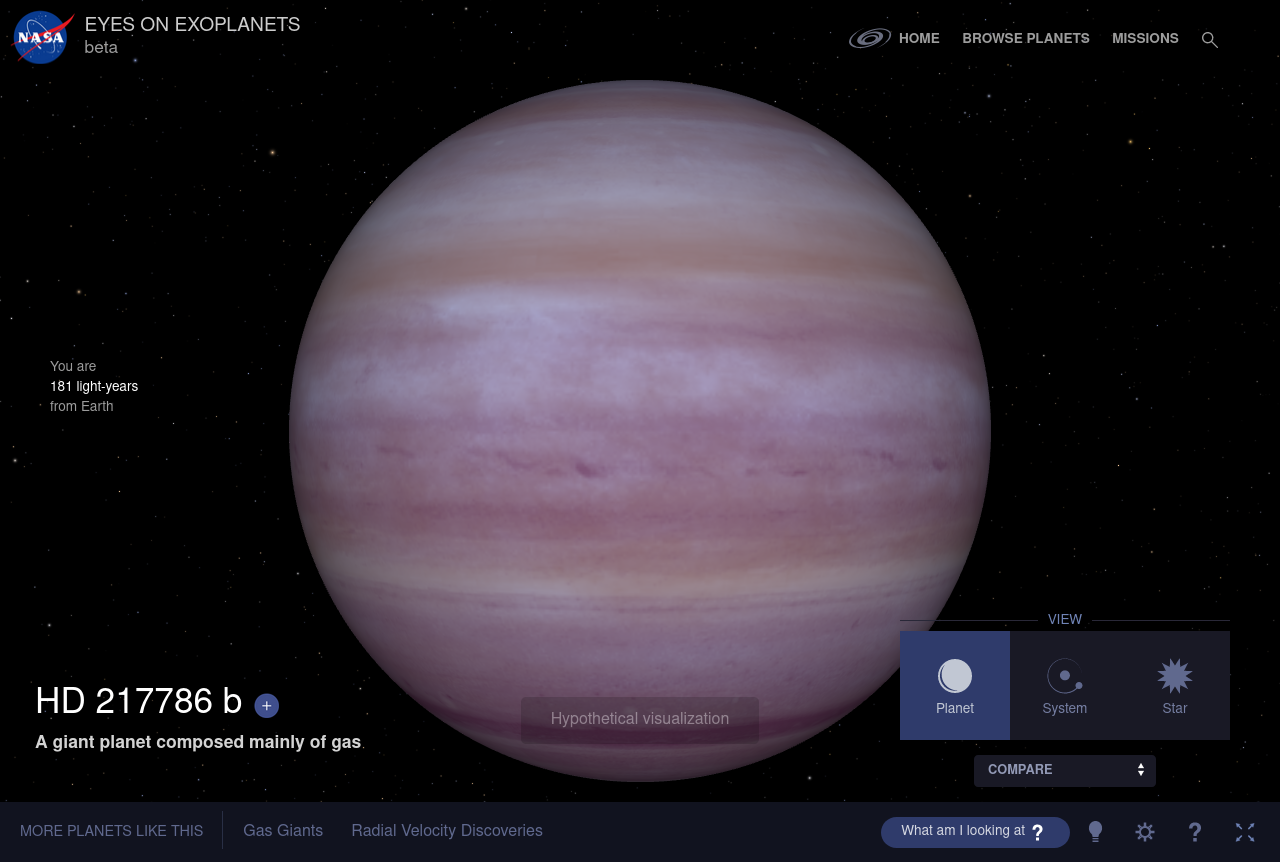 NASA
EYES ON EXOPLANETS
beta
HOME
BROWSE PLANETS
MISSIONS
You are
181 light-years
from Earth
VIEW
Planet
System
Star
HD 217786 b +
A giant planet composed mainly of gas
Hypothetical visualization
COMPARE
MORE PLANETS LIKE THIS
Gas Giants
Radial Velocity Discoveries
What am I looking at ?
?